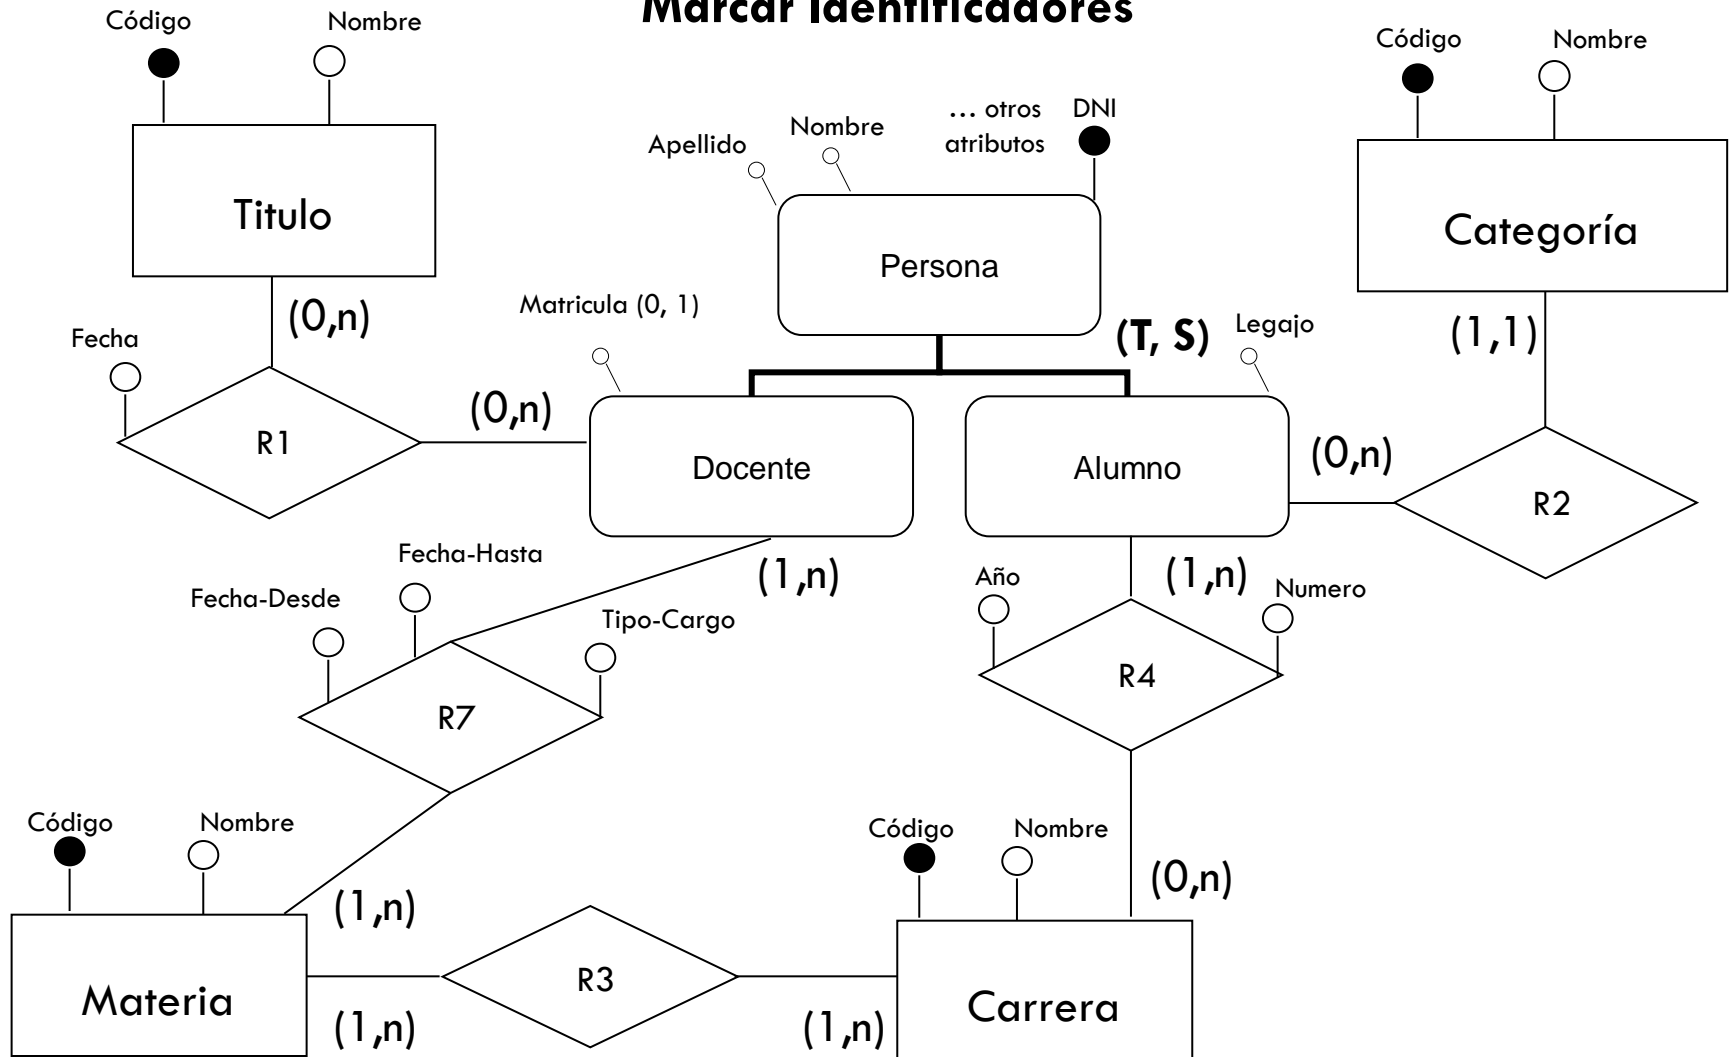 Marcar Identificadores
Código
Nombre
Código
Nombre
Titulo
Apellido
Nombre
... otros
atributos
DNI
Persona
Categoría
(0,n)
Fecha
Matricula (0, 1)
(T, S)
Legajo
(1,1)
R1
(0,n)
Docente
Alumno
(0,n)
R2
Fecha-Desde
Fecha-Hasta
(1,n)
Tipo-Cargo
Año
(1,n)
Numero
R7
R4
Código
Nombre
Código
Nombre
(0,n)
Materia
(1,n)
(1,n)
R3
(1,n)
Carrera